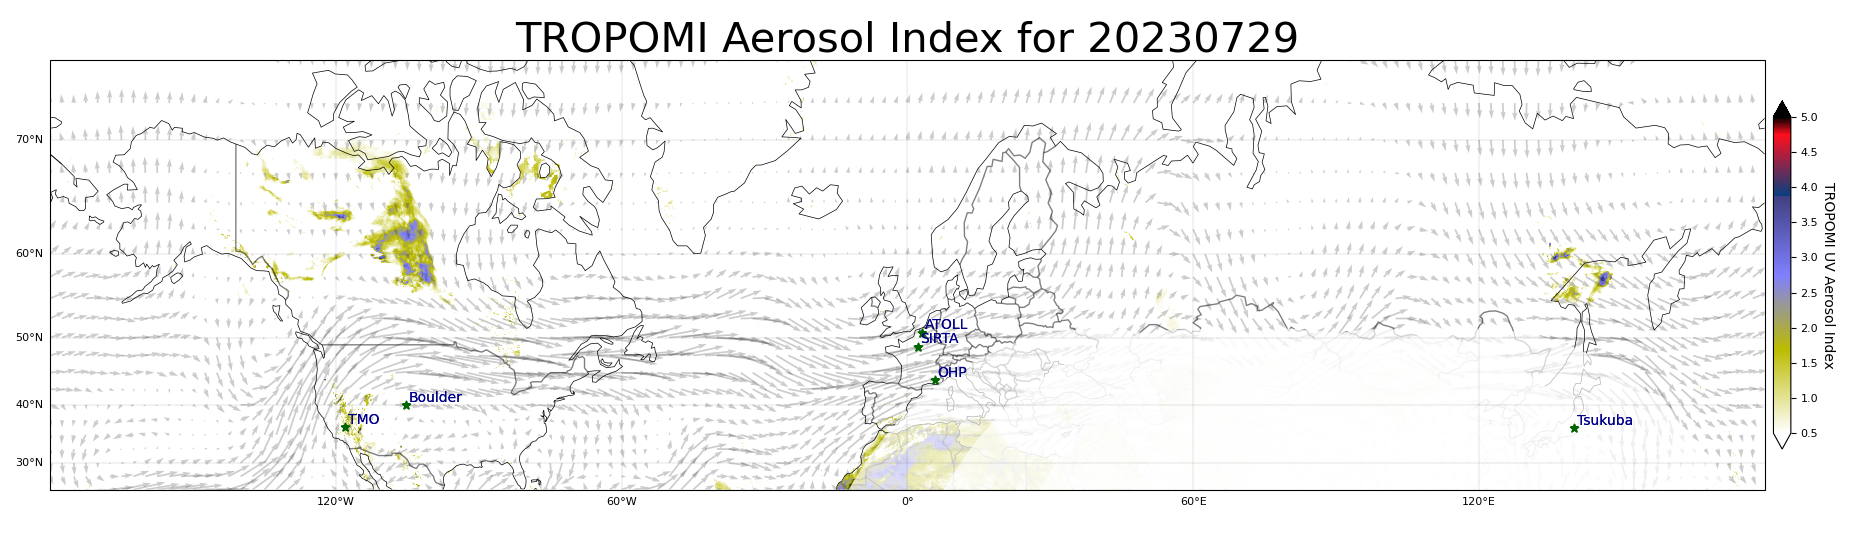 TROPOMI Aerosol Index for 20230729
70°N
60°N
50°N
40°N
30°N
120°W
60°W
0°
60°E
120°E
ATOLL
SIRTA
OHP
Boulder
TMO
Tsukuba
5.0
4.5
4.0
3.5
3.0
2.5
2.0
1.5
1.0
0.5
TROPOMI UV Aerosol Index